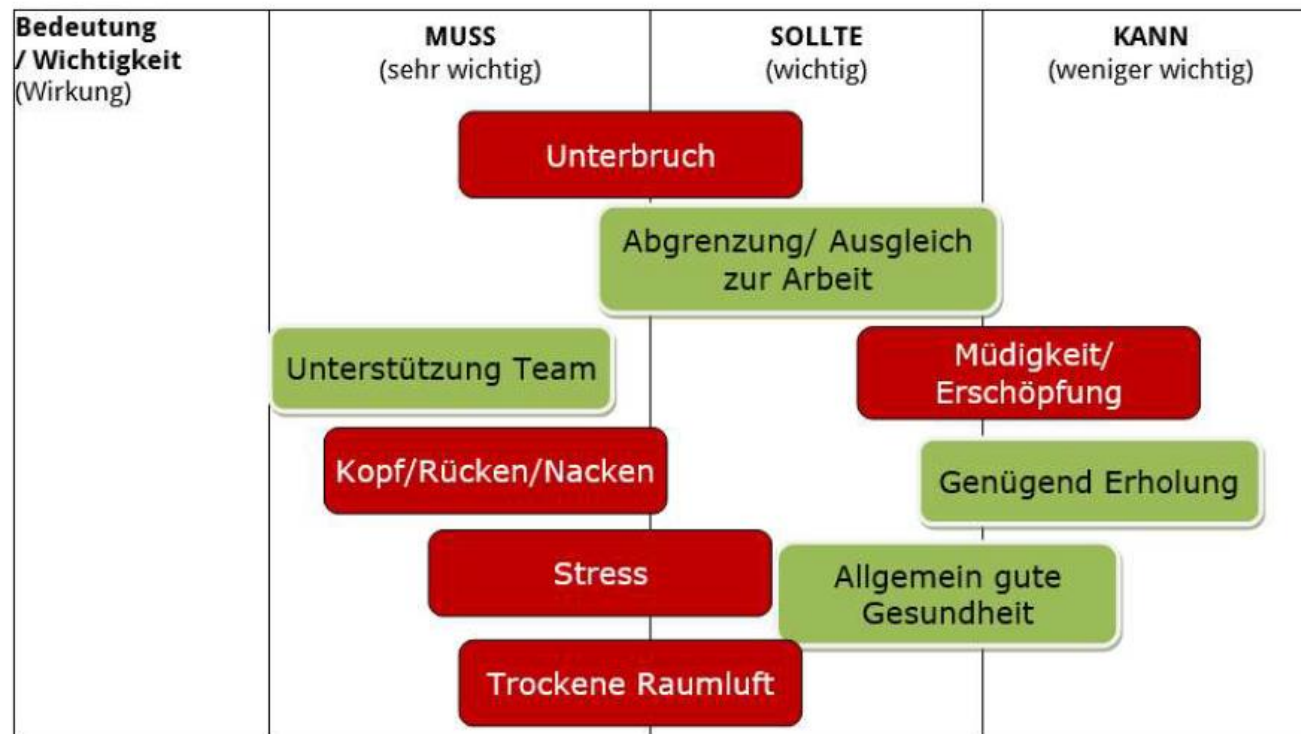 Bedeutung
/ Wichtigkeit
(Wirkung)
MUSS
(sehr wichtig)
SOLLTE
(wichtig)
KANN
(weniger wichtig)
Unterbruch
Abgrenzung/ Ausgleich
zur Arbeit
Unterstützung Team
Müdigkeit/
Erschöpfung
Kopf/Rücken/Nacken
Genügend Erholung
Stress
Allgemein gute
Gesundheit
Trockene Raumluft